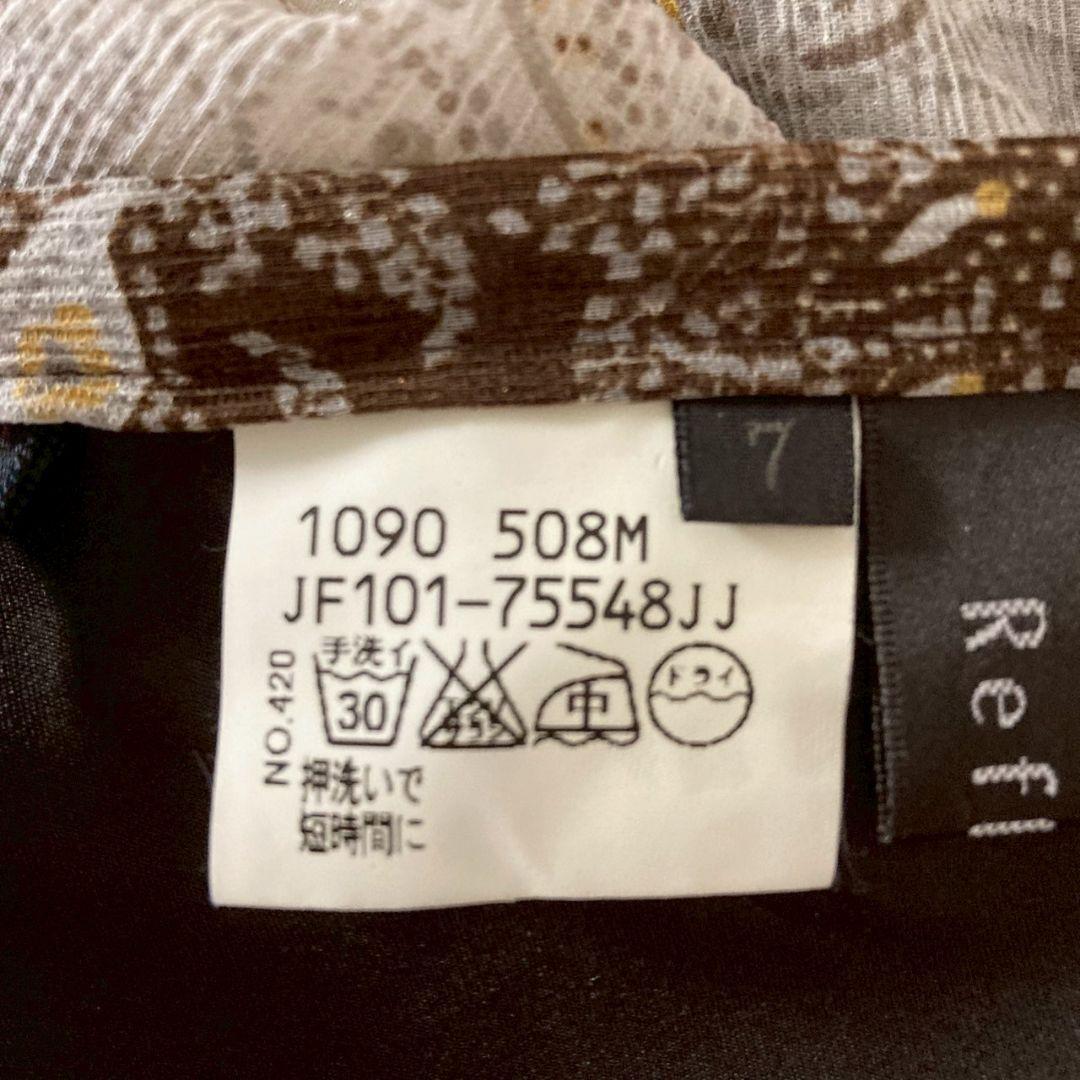 7
1090 508M
JF101-75548JJ
手洗イ
30
中
ドライ
NO.420
押洗いで
短時間に
Ref